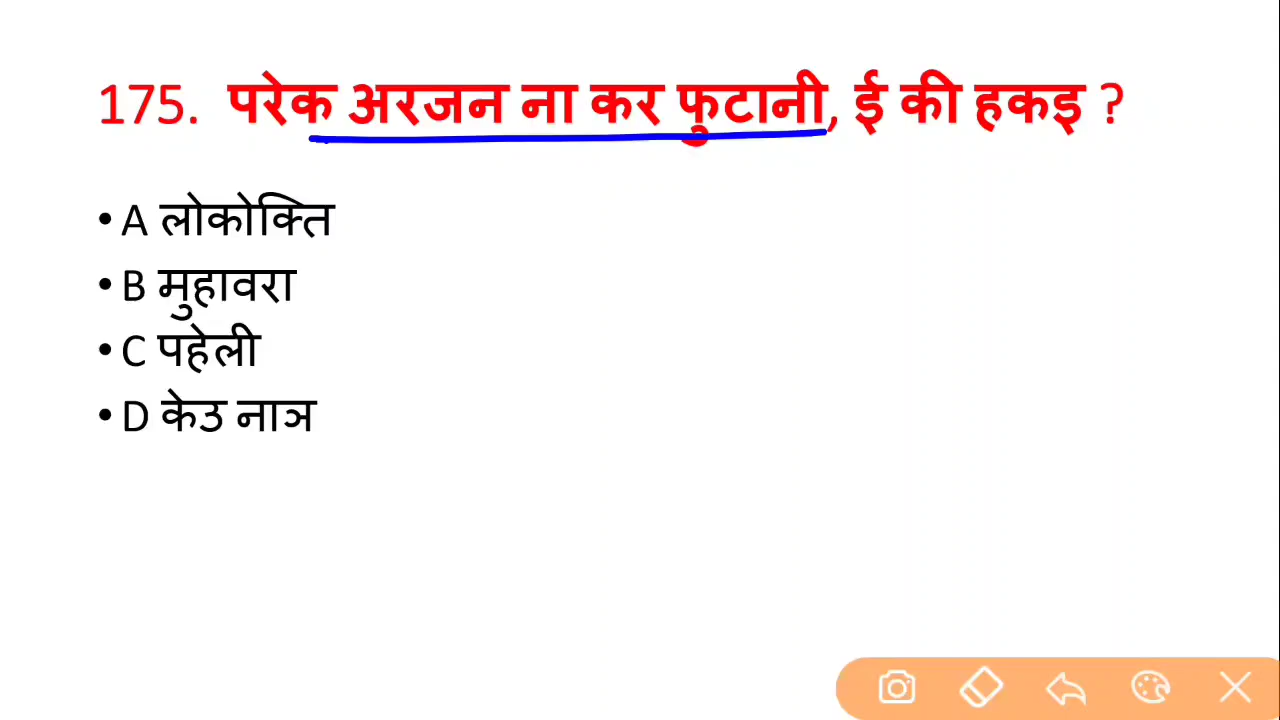 175. परेक अरजन ना कर फुटानी, ई की हकइ ?
• A लोकोक्ति
• B मुहावरा
• C पहेली
• D केउ नाञ